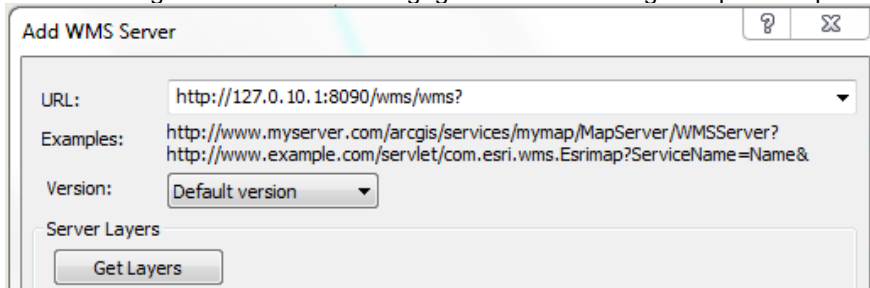 Add WMS Server
URL: http://127.0.10.1:8090/wms/wms?
Examples: http://www.myserver.com/arcgis/services/mymap/MapServer/WMSServer?
http://www.example.com/servlet/com.esri.wms.Esrimap?ServiceName=Name&
Version: Default version
Server Layers
Get Layers